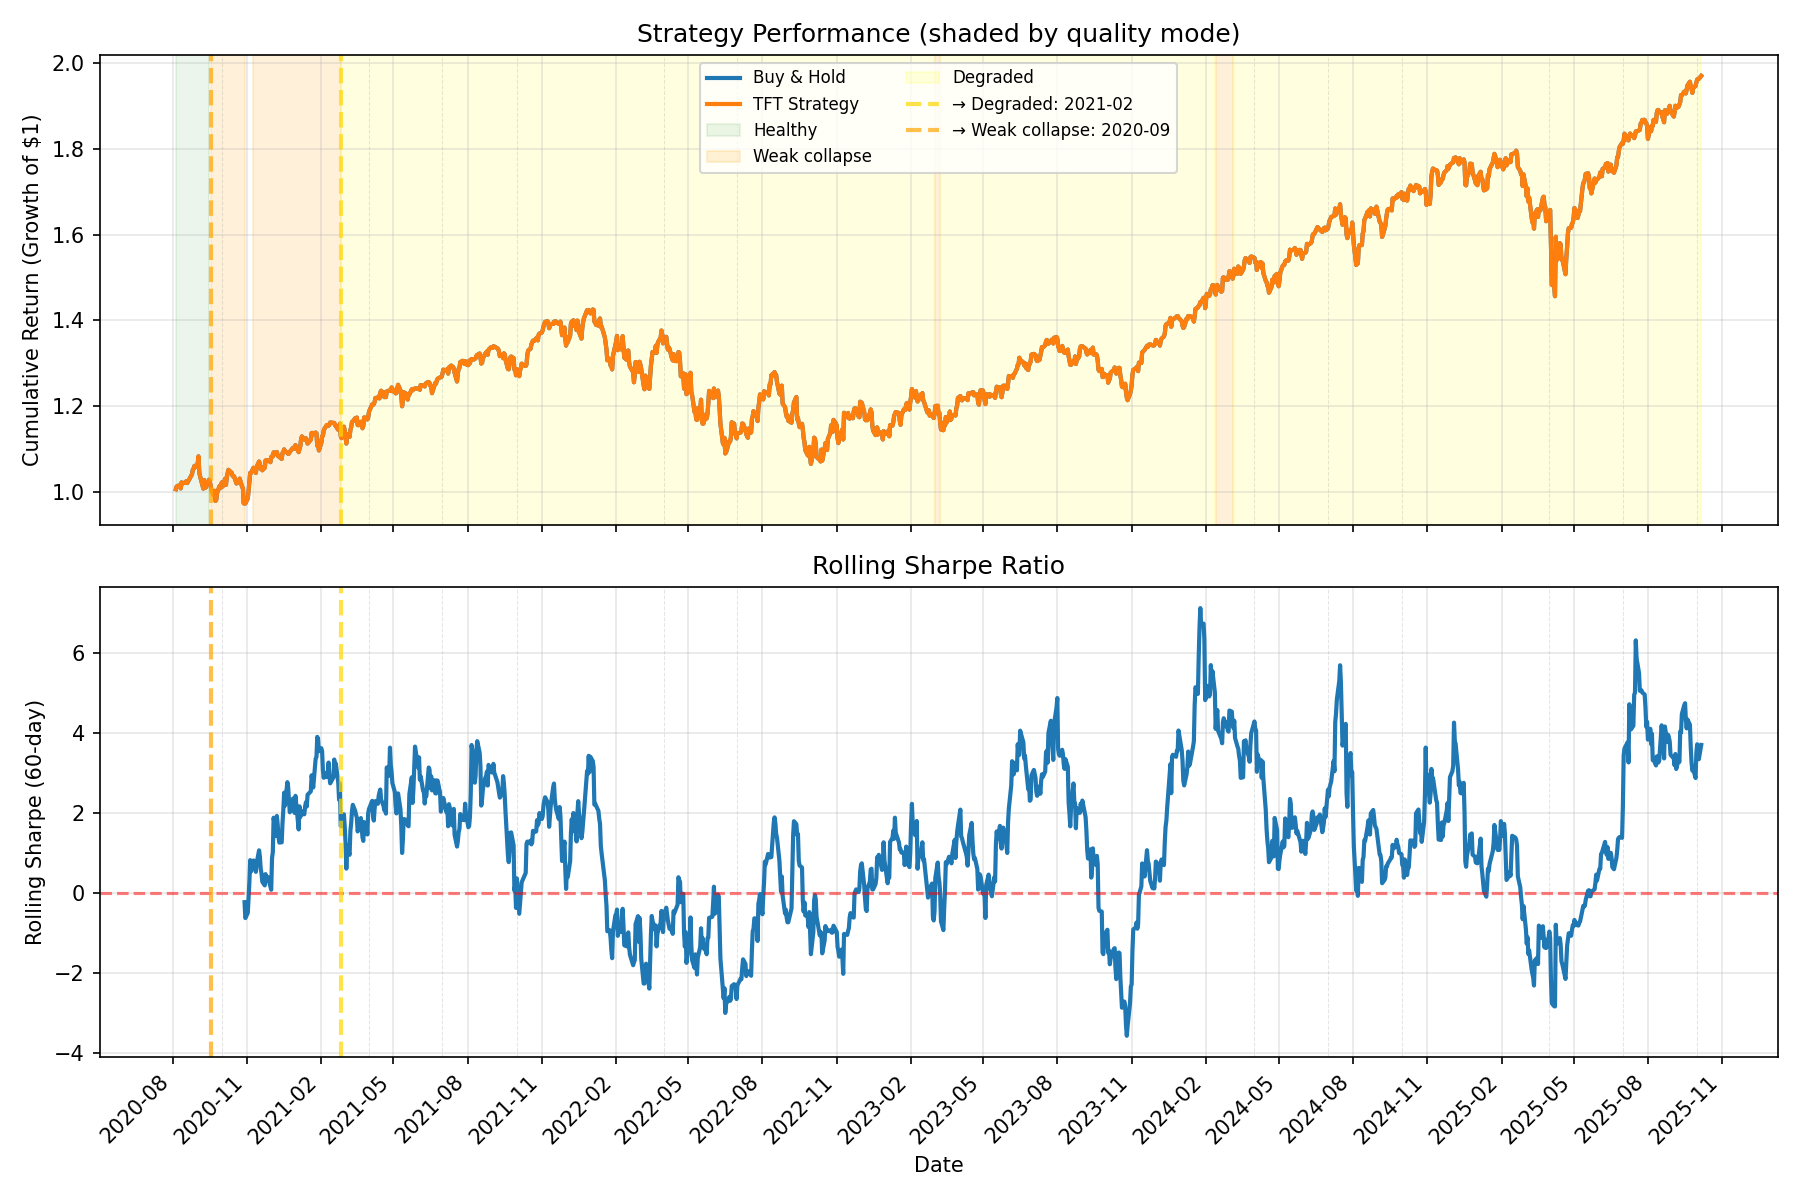 Strategy Performance (shaded by quality mode)
Cumulative Return (Growth of $1)
2.0
1.8
1.6
1.4
1.2
1.0
Buy & Hold
TFT Strategy
Healthy
Weak collapse
Degraded
→ Degraded: 2021-02
→ Weak collapse: 2020-09
Rolling Sharpe Ratio
Rolling Sharpe (60-day)
6
4
2
0
−2
−4
2020-08
2020-11
2021-02
2021-05
2021-08
2021-11
2022-02
2022-05
2022-08
2022-11
2023-02
2023-05
2023-08
2023-11
2024-02
2024-05
2024-08
2024-11
2025-02
2025-05
2025-08
2025-11
Date